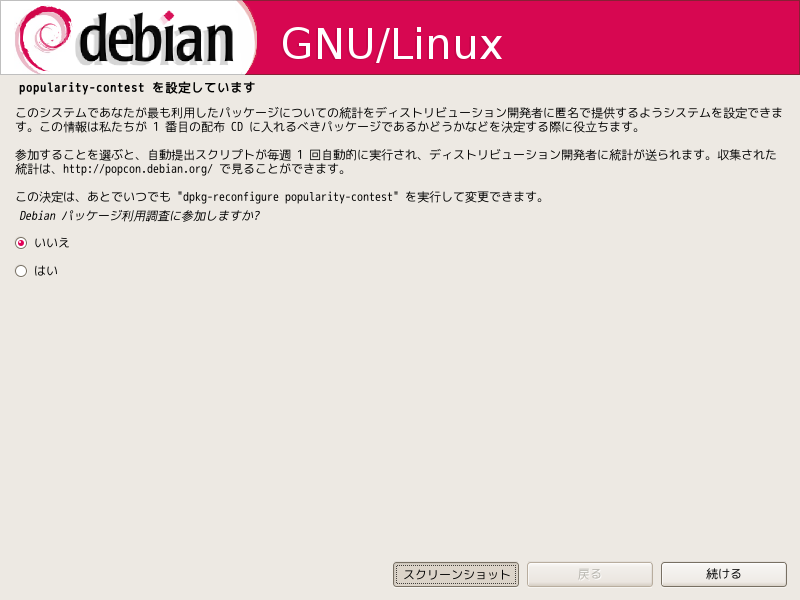 debian GNU/Linux
popularity-contest を設定しています
このシステムであなたが最も利用したパッケージについての統計をディストリビューション開発者に匿名で提供するようシステムを設定できま
す。この情報は私たちが 1 番目の配布 CD に入れるべきパッケージであるかどうかなどを決定する際に役立ちます。
参加することを選ぶと、自動提出スクリプトが毎週 1 回自動的に実行され、ディストリビューション開発者に統計が送られます。収集された
統計は、http://popcon.debian.org/ で見ることができます。
この決定は、あとでいつでも "dpkg-reconfigure popularity-contest" を実行して変更できます。
Debian パッケージ利用調査に参加しますか?
いいえ
はい
スクリーンショット
戻る
続ける